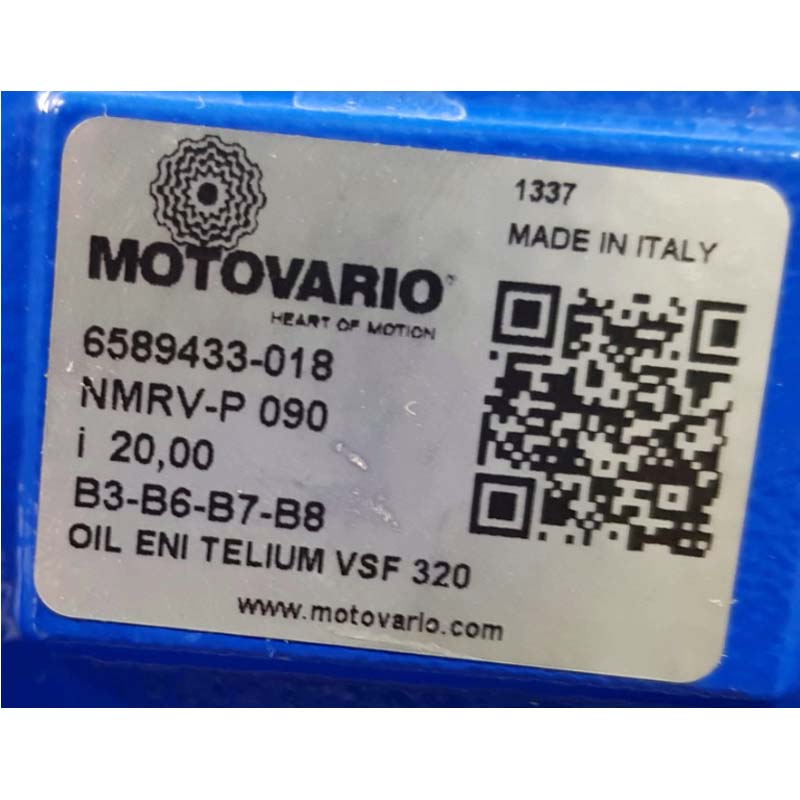 1337
MADE IN ITALY
MOTOVARIO
HEART OF MOTION
6589433-018
NMRV-P 090
i 20,00
B3-B6-B7-B8
OIL ENI TELIUM VSF 320
www.motovario.com